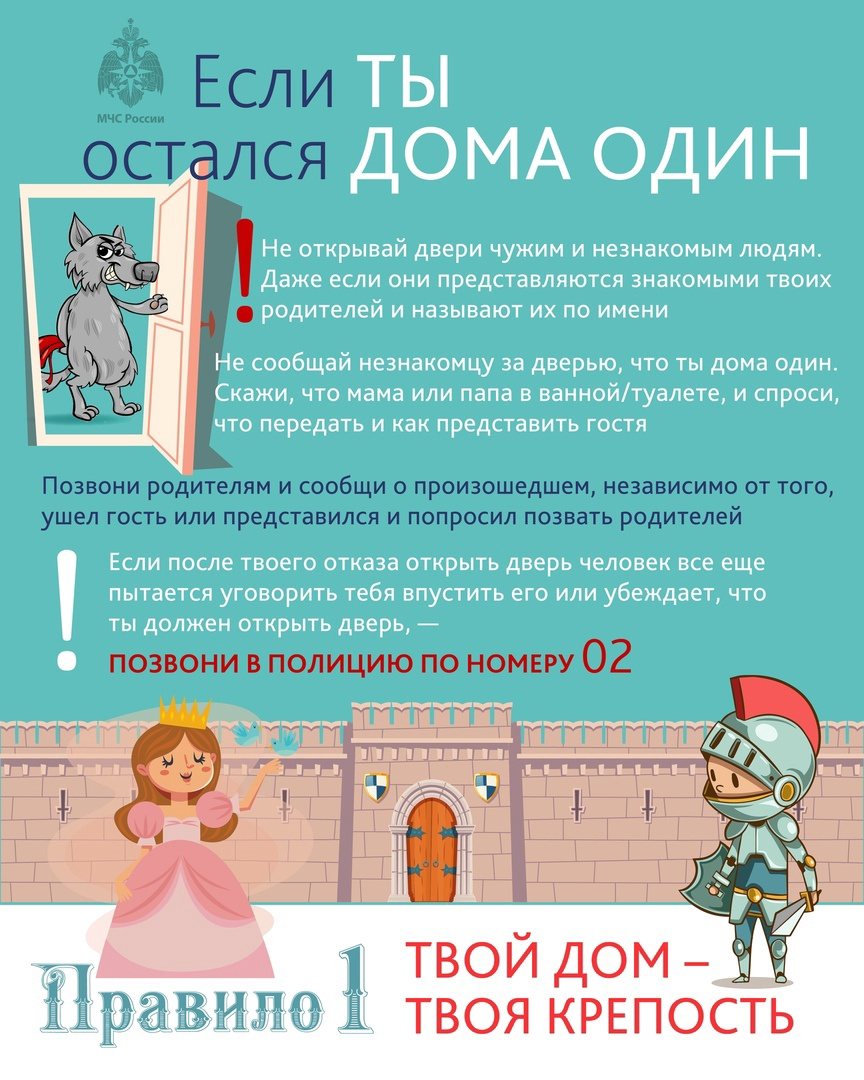 МЧС России
Если ТЫ
остался ДОМА ОДИН
! Не открывай двери чужим и незнакомым людям.
Даже если они представляются знакомыми твоих
родителей и называют их по имени
Не сообщай незнакомцу за дверью, что ты дома один.
Скажи, что мама или папа в ванной/туалете, и спроси,
что передать и как представить гостя
Позвони родителям и сообщи о произошедшем, независимо от того,
ушел гость или представился и попросил позвать родителей
! Если после твоего отказа открыть дверь человек все еще
пытается уговорить тебя впустить его или убеждает, что
ты должен открыть дверь, —
ПОЗВОНИ В ПОЛИЦИЮ ПО НОМЕРУ 02
Правило 1
ТВОЙ ДОМ –
ТВОЯ КРЕПОСТЬ